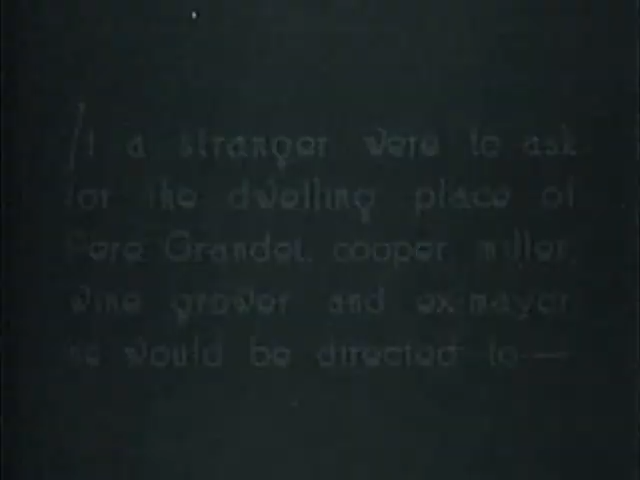 If a stranger were to ask
for the dwelling place of
Pere Grandet, cooper, miller,
wine grower and ex-mayor
he would be directed to —